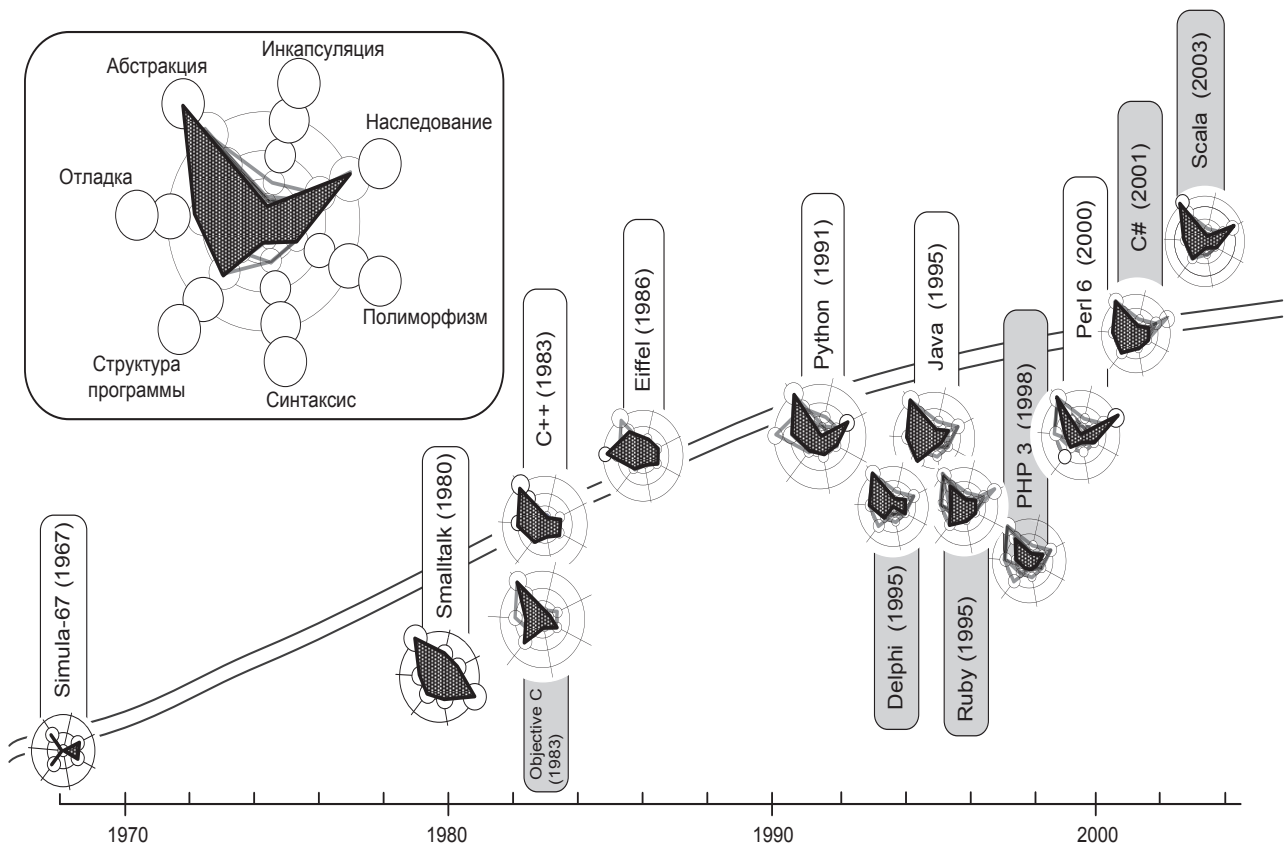 Инкапсуляция
Абстракция
Наследование
Отладка
Полиморфизм
Структура
программы
Синтаксис
Simula-67 (1967)
Smalltalk (1980)
C++ (1983)
Objective C
(1983)
Eiffel (1986)
Python (1991)
Delphi (1995)
Java (1995)
Ruby (1995)
PHP 3 (1998)
Perl 6 (2000)
C# (2001)
Scala (2003)
1970
1980
1990
2000